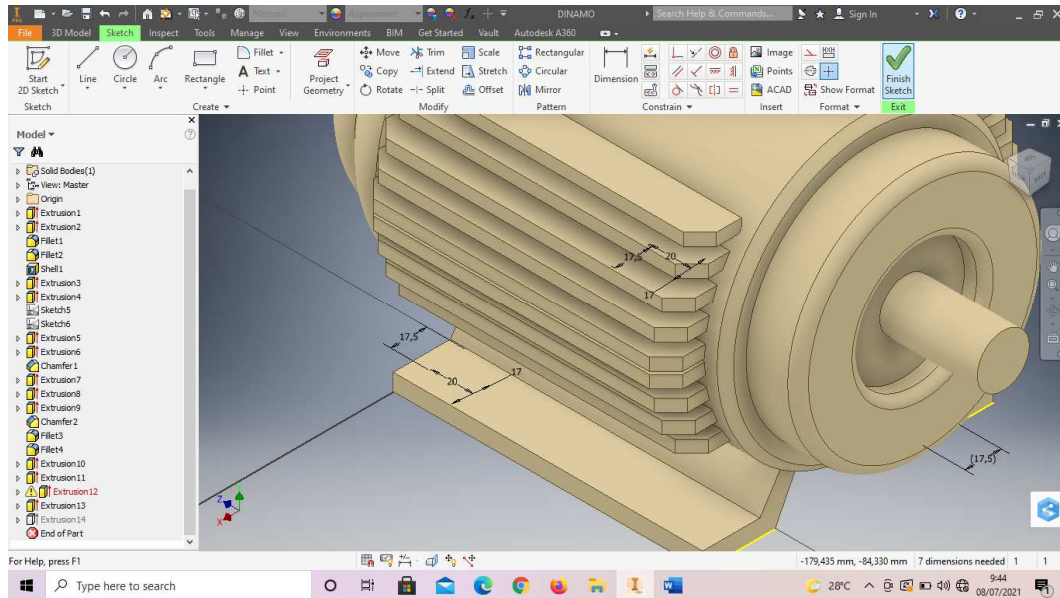 DINAMO
Search Help & Commands...
Sign In
Material
Appearance
PRO
File 3D Model Sketch Inspect Tools Manage View Environments BIM Get Started Vault Autodesk A360
Start
2D Sketch
Line
Circle
Arc
Rectangle
Fillet
Text
Point
Project
Geometry
Move
Copy
Rotate
Trim
Extend
Split
Scale
Stretch
Offset
Rectangular
Circular
Mirror
Dimension
Image
Points
ACAD
Show Format
Finish
Sketch
Sketch Create Modify Pattern Constrain Insert Format Exit
Model
Solid Bodies(1)
View: Master
Origin
Extrusion1
Extrusion2
Fillet1
Fillet2
Shell1
Extrusion3
Extrusion4
Sketch5
Sketch6
Extrusion5
Extrusion6
Chamfer1
Extrusion7
Extrusion8
Extrusion9
Chamfer2
Fillet3
Fillet4
Extrusion10
Extrusion11
Extrusion12
Extrusion13
Extrusion14
End of Part
17,5
20
17
17,5
20
17
(17,5)
Z
X
For Help, press F1
-179,435 mm, -84,330 mm 7 dimensions needed 1 1
Type here to search
28°C
9:44
08/07/2021